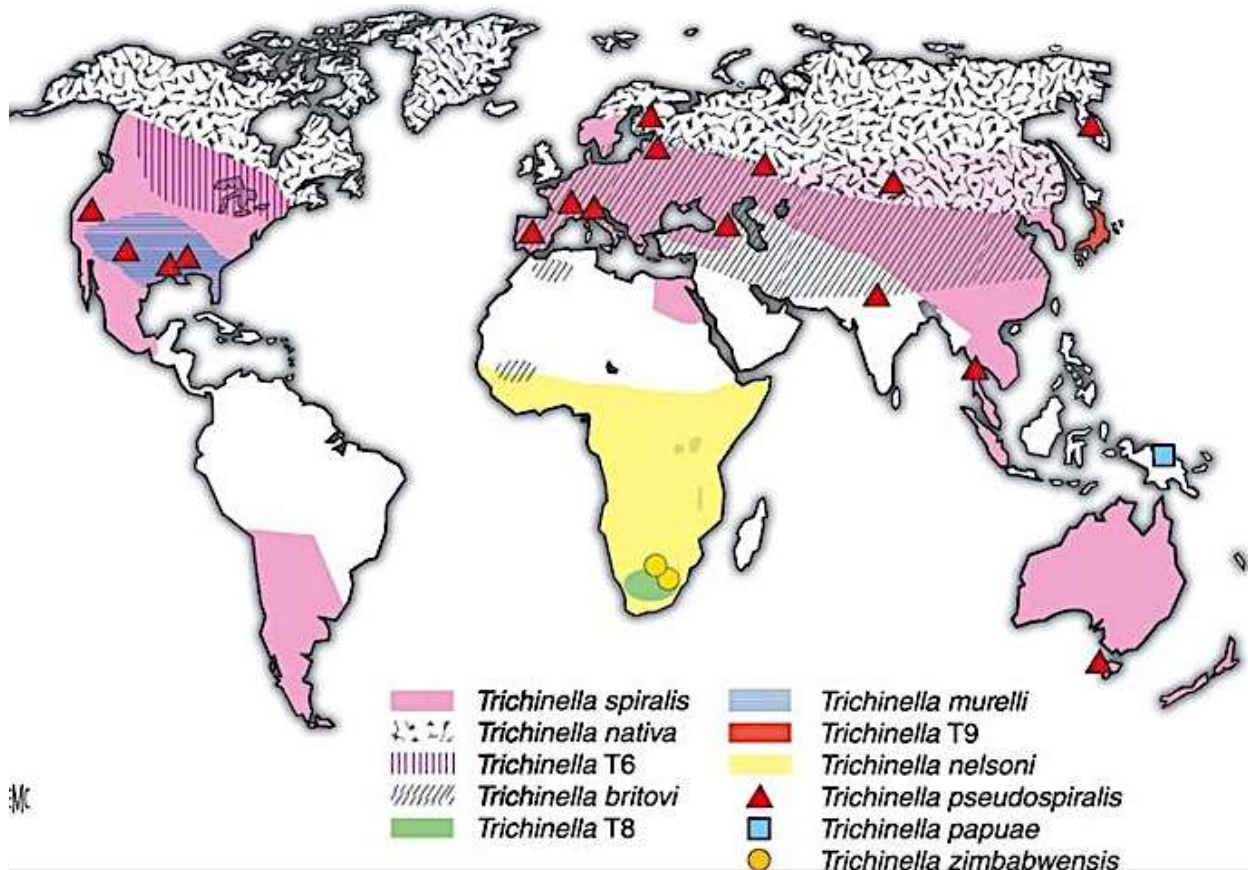 Trichinella spiralis
Trichinella nativa
Trichinella T6
Trichinella britovi
Trichinella T8
Trichinella murelli
Trichinella T9
Trichinella nelsoni
Trichinella pseudospiralis
Trichinella papuae
Trichinella zimbabwensis